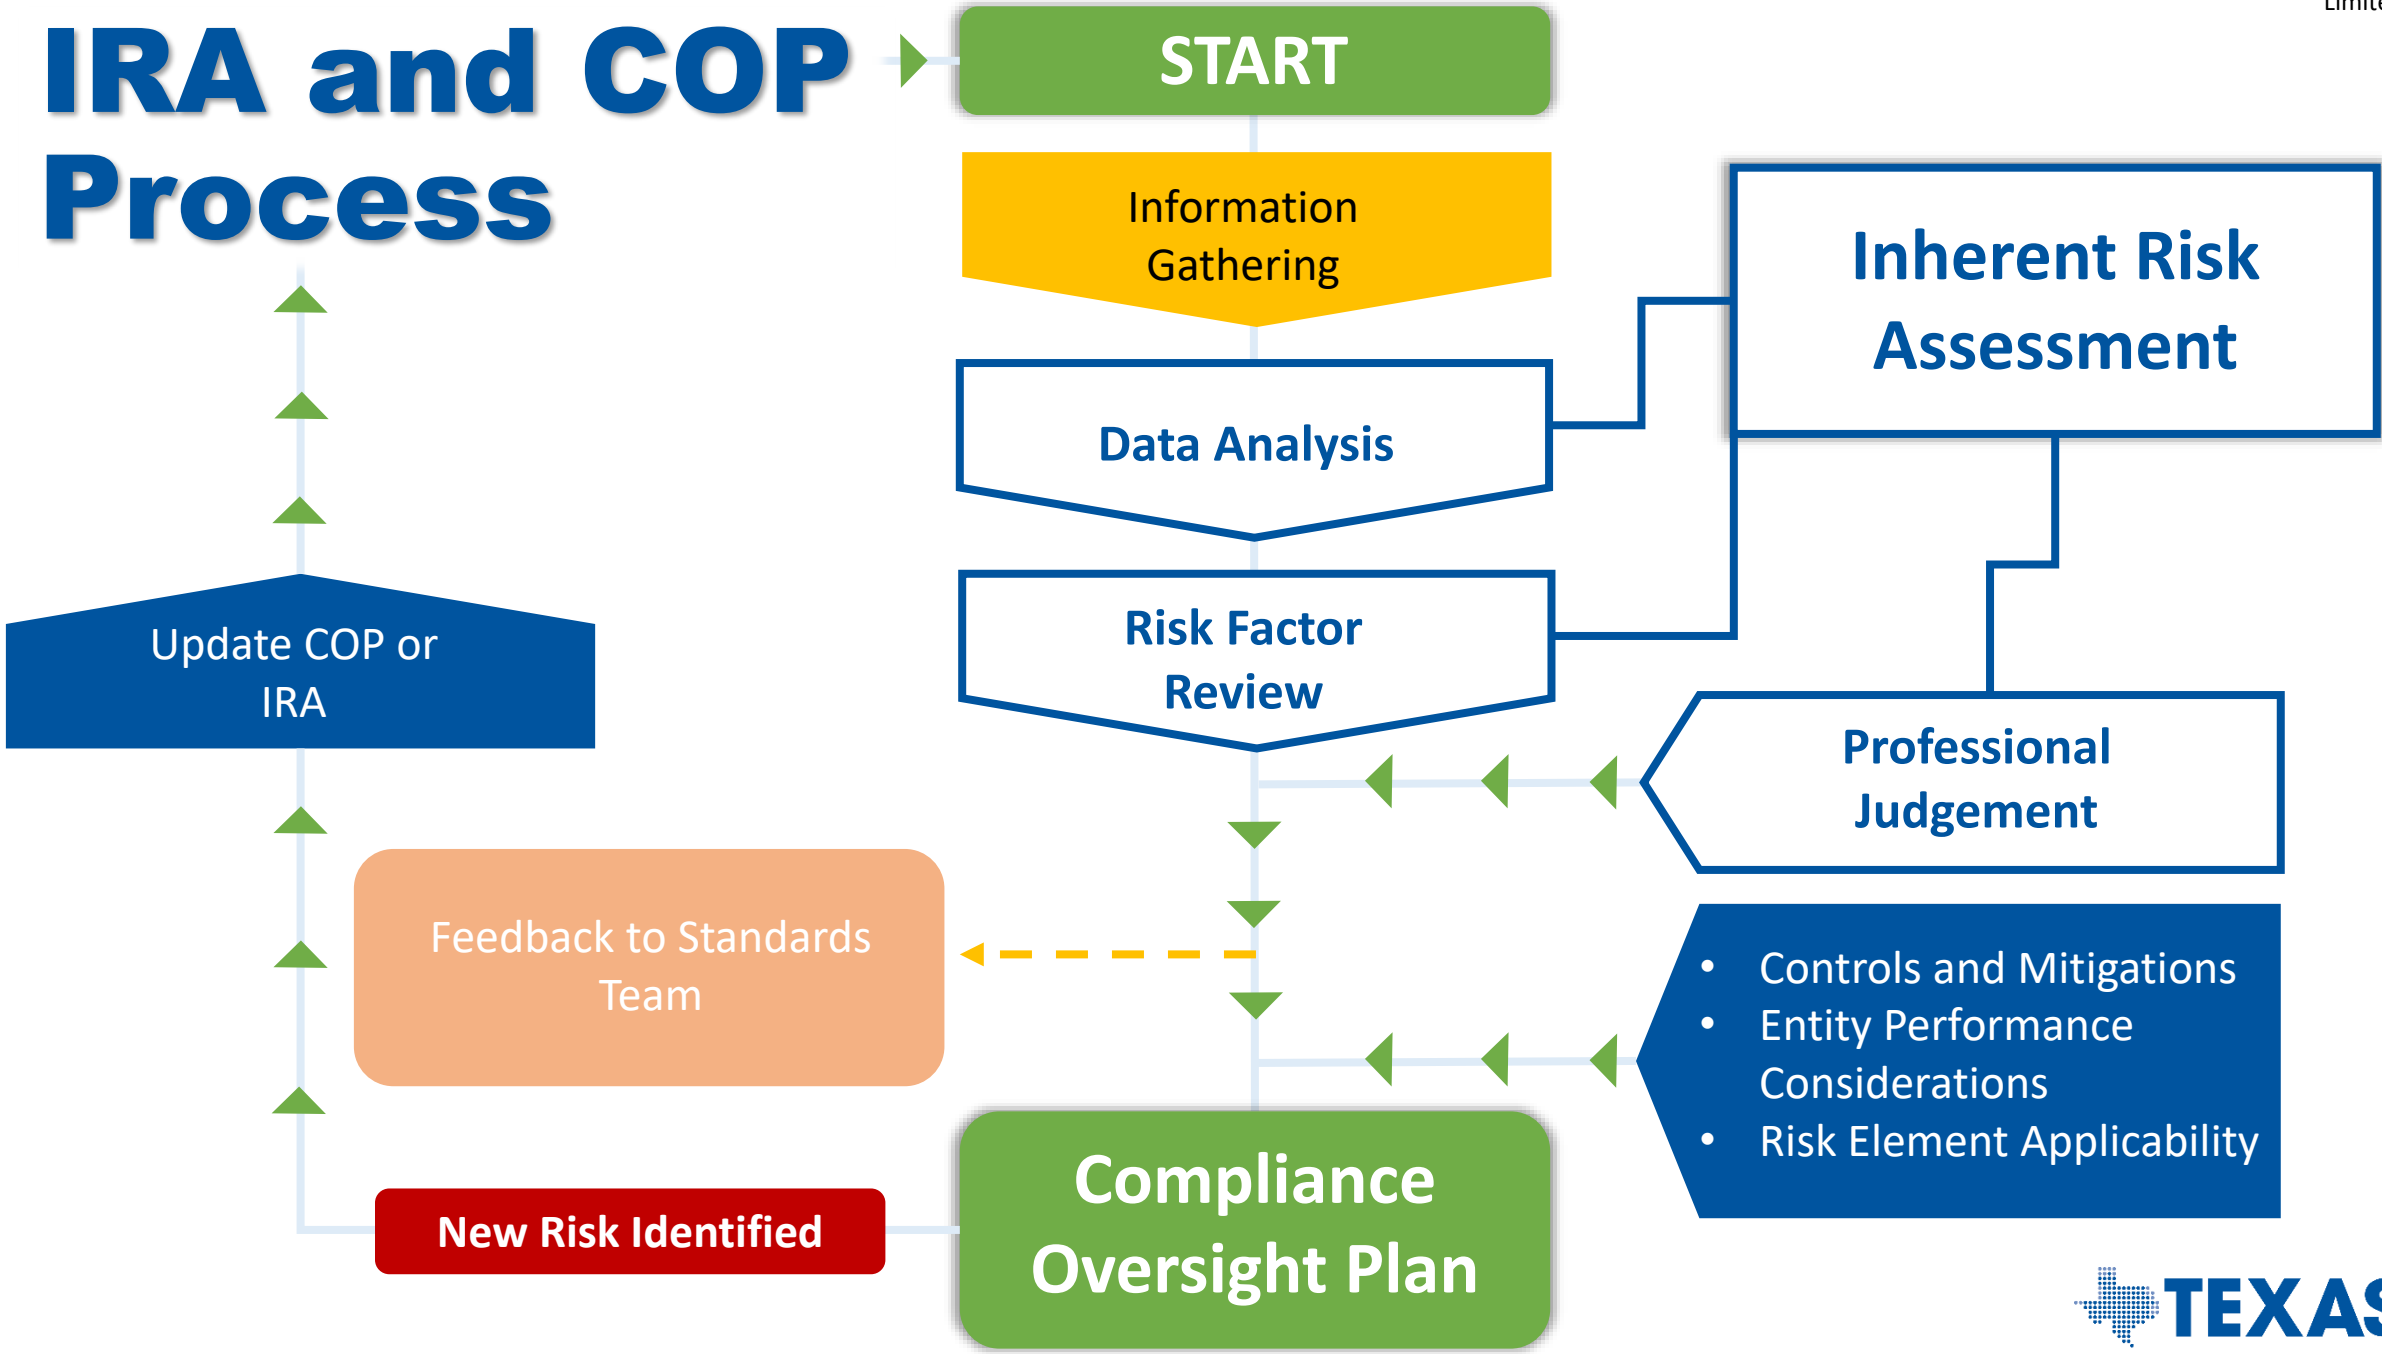 Limite
IRA and COP
Process
START
Information
Gathering
Inherent Risk
Assessment
Data Analysis
Risk Factor
Review
Update COP or
IRA
Professional
Judgement
Feedback to Standards
Team
• Controls and Mitigations
• Entity Performance
Considerations
• Risk Element Applicability
Compliance
Oversight Plan
New Risk Identified
TEXAS